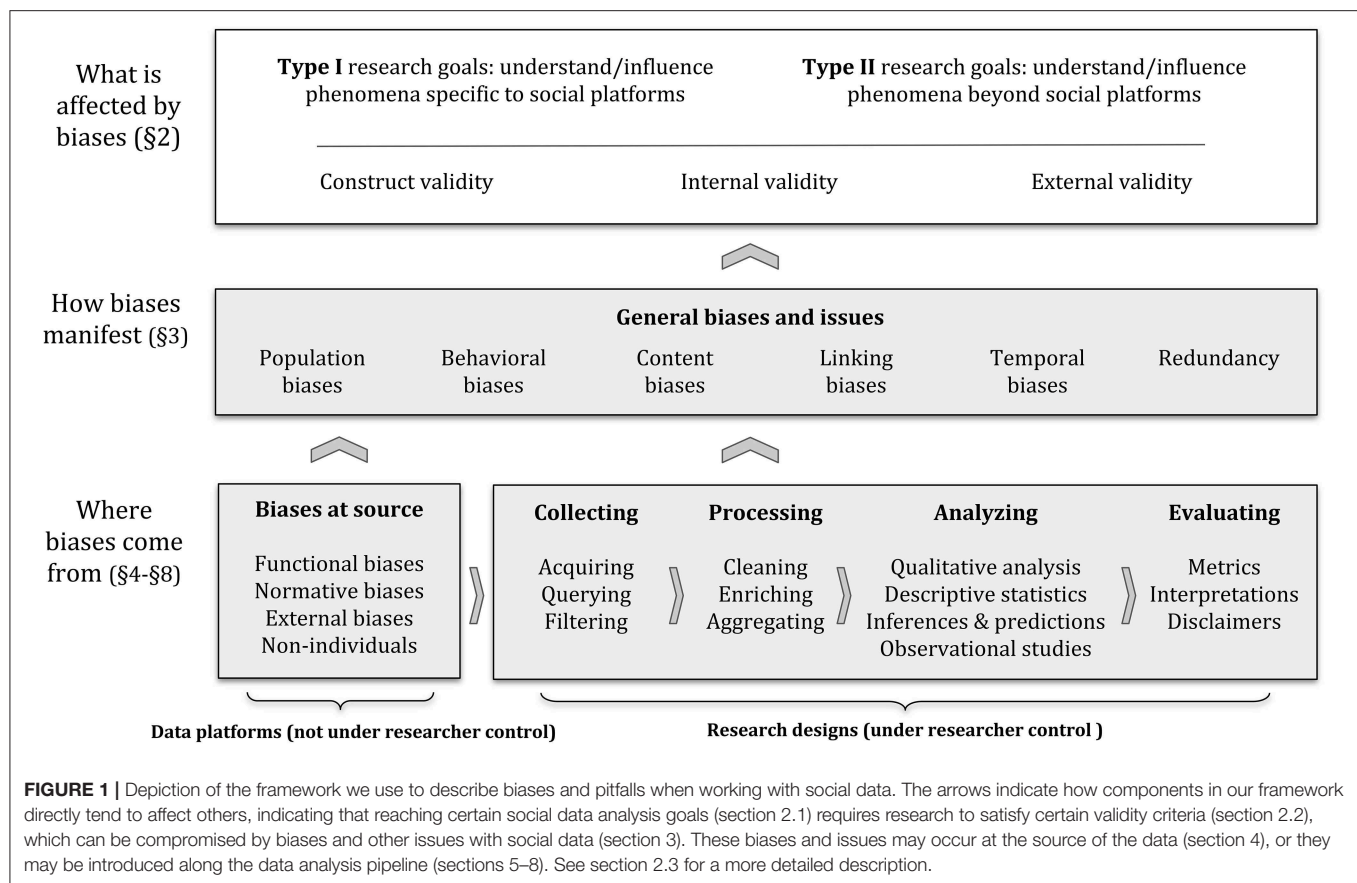 What is
affected by
biases (§2)
Type I research goals: understand/influence
phenomena specific to social platforms
Type II research goals: understand/influence
phenomena beyond social platforms
Construct validity
Internal validity
External validity
How biases
manifest (§3)
General biases and issues
Population
biases
Behavioral
biases
Content
biases
Linking
biases
Temporal
biases
Redundancy
Where
biases come
from (§4-§8)
Biases at source
Functional biases
Normative biases
External biases
Non-individuals
Collecting
Acquiring
Querying
Filtering
Processing
Cleaning
Enriching
Aggregating
Analyzing
Qualitative analysis
Descriptive statistics
Inferences & predictions
Observational studies
Evaluating
Metrics
Interpretations
Disclaimers
Data platforms (not under researcher control)
Research designs (under researcher control )
FIGURE 1 | Depiction of the framework we use to describe biases and pitfalls when working with social data. The arrows indicate how components in our framework
directly tend to affect others, indicating that reaching certain social data analysis goals (section 2.1) requires research to satisfy certain validity criteria (section 2.2),
which can be compromised by biases and other issues with social data (section 3). These biases and issues may occur at the source of the data (section 4), or they
may be introduced along the data analysis pipeline (sections 5–8). See section 2.3 for a more detailed description.